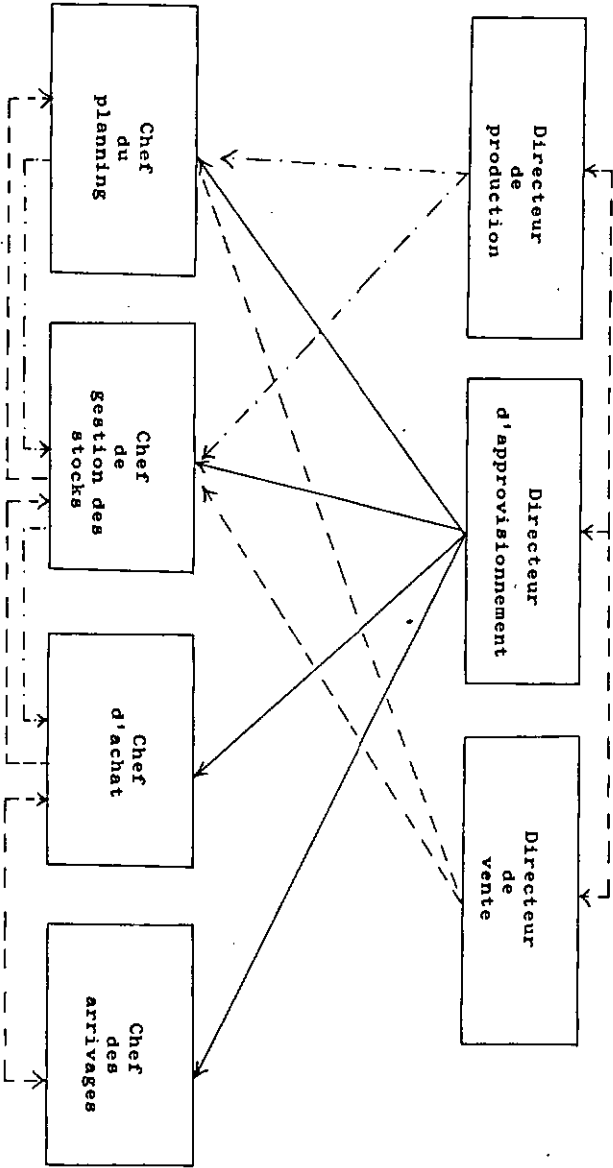 Directeur
de
production
Directeur
d'approvisionnement
Directeur
de
vente
Chef
du
planning
Chef
de
gestion des
stocks
Chef
d'achat
Chef
des
arrivages